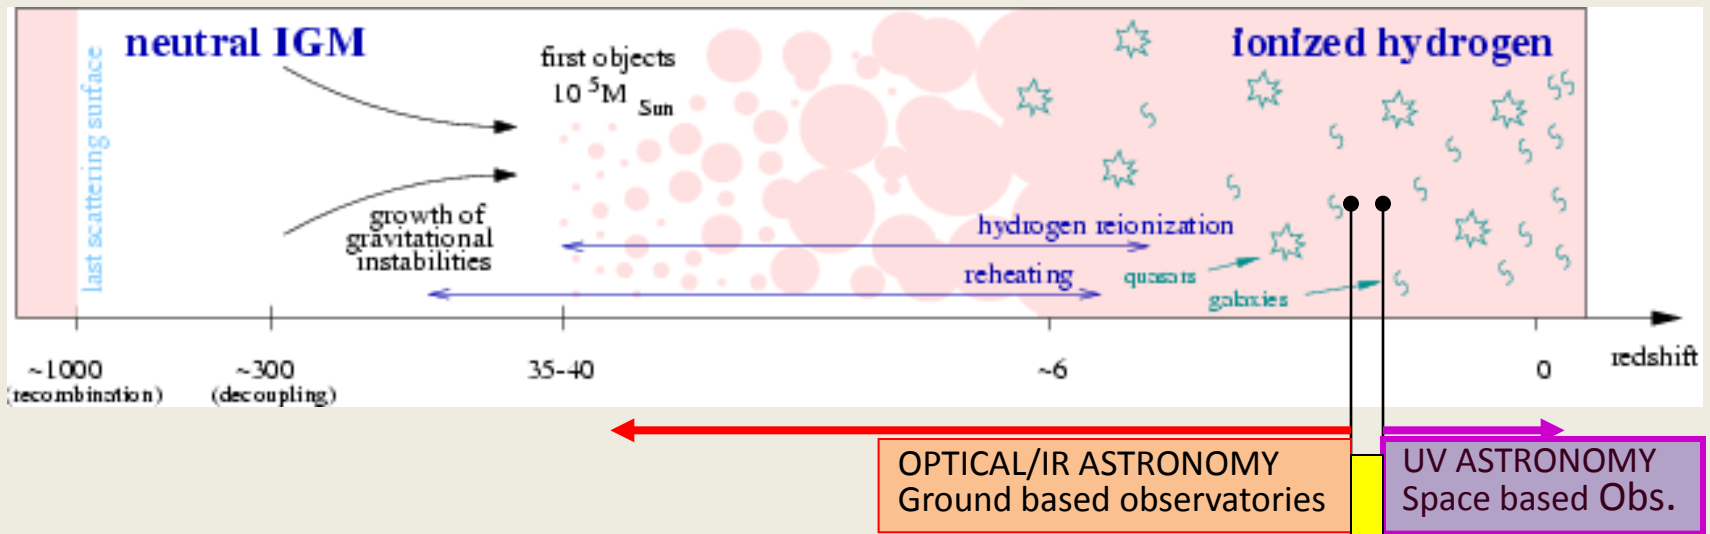 neutral IGM
last scattering surface
first objects
10 5M Sun
growth of
gravitational
instabilities
ionized hydrogen
hydrogen reionization
reheating
quasars
galaxies
~1000
(recombination)
~300
(decoupling)
35-40
~6
0
redshift
OPTICAL/IR ASTRONOMY
Ground based observatories
UV ASTRONOMY
Space based Obs.